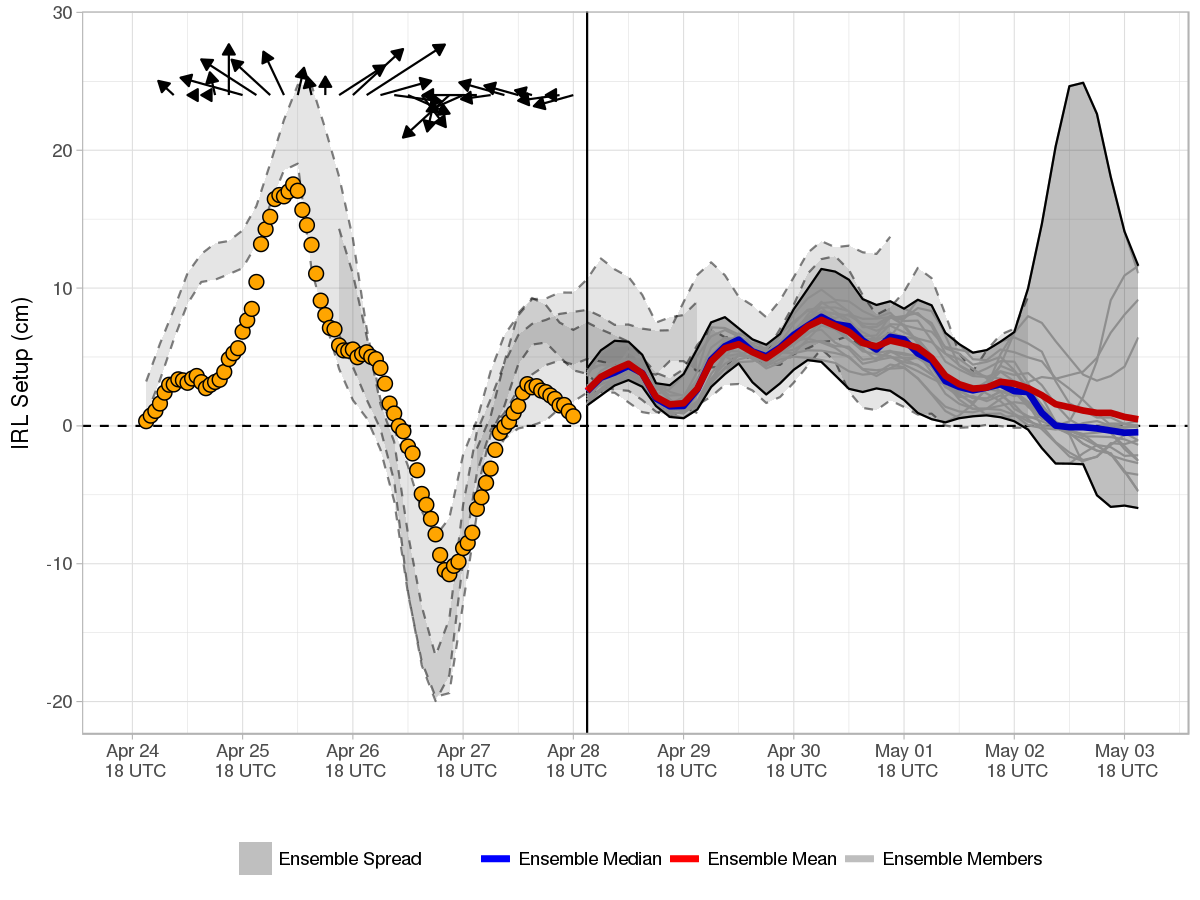 30
20
10
0
-10
-20
IRL Setup (cm)
Apr 24 Apr 25 Apr 26 Apr 27 Apr 28 Apr 29 Apr 30 May 01 May 02 May 03
18 UTC 18 UTC 18 UTC 18 UTC 18 UTC 18 UTC 18 UTC 18 UTC 18 UTC 18 UTC
Ensemble Spread Ensemble Median Ensemble Mean Ensemble Members